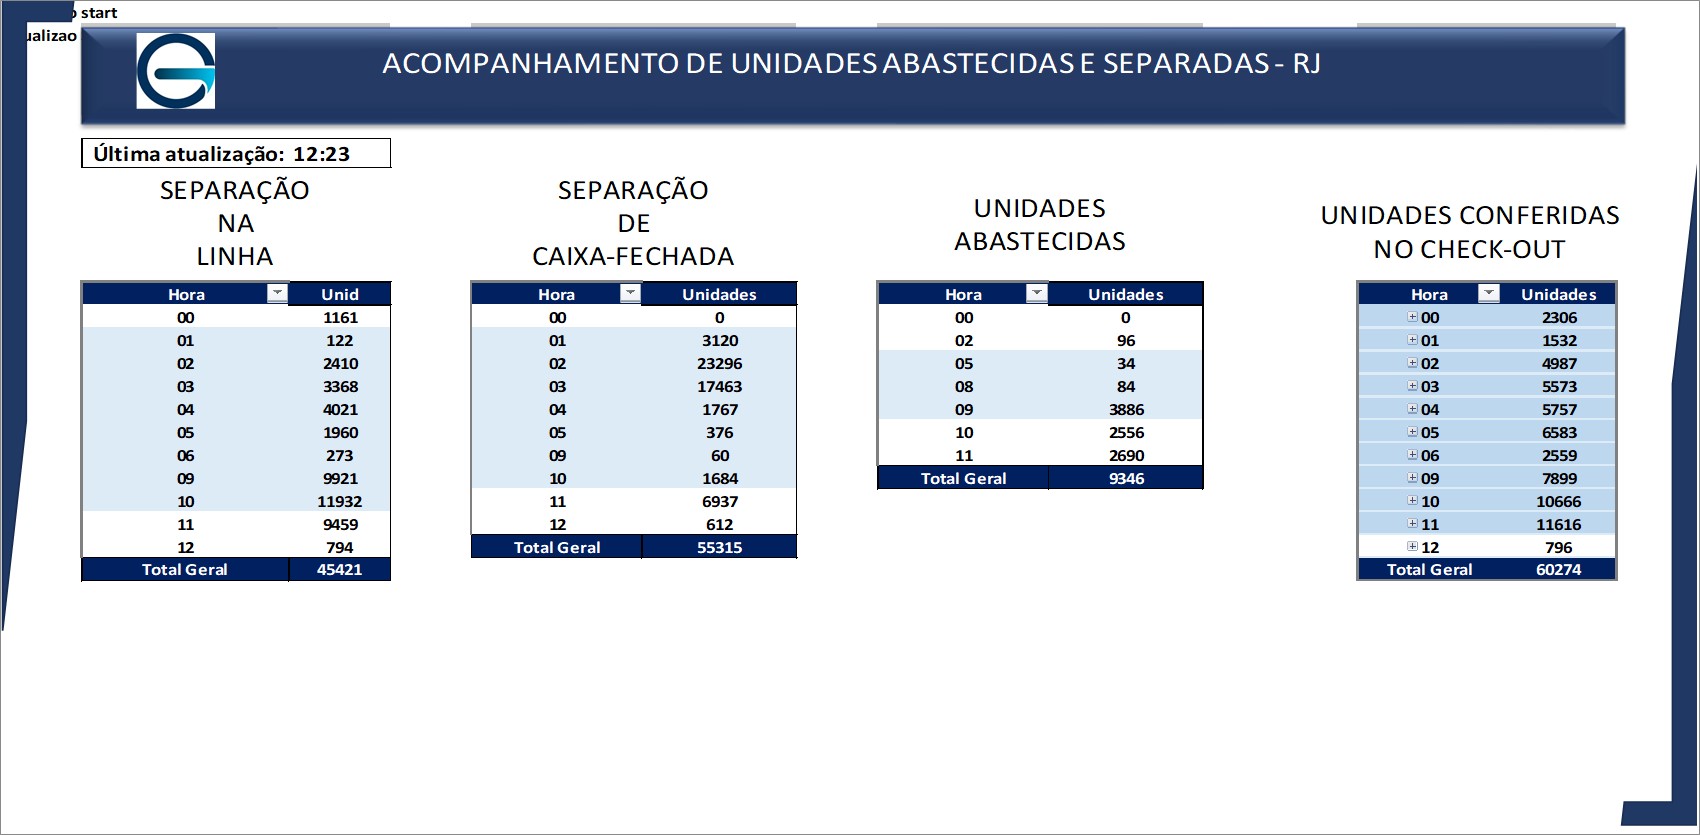 start
ACOMPANHAMENTO DE UNIDADES ABASTECIDAS E SEPARADAS - RJ
Última atualização: 12:23
SEPARAÇÃO
NA
LINHA
Hora Unid
00 1161
01 122
02 2410
03 3368
04 4021
05 1960
06 273
09 9921
10 11932
11 9459
12 794
Total Geral 45421
SEPARAÇÃO
DE
CAIXA-FECHADA
Hora Unidades
00 0
01 3120
02 23296
03 17463
04 1767
05 376
09 60
10 1684
11 6937
12 612
Total Geral 55315
UNIDADES
ABASTECIDAS
Hora Unidades
00 0
02 96
05 34
08 84
09 3886
10 2556
11 2690
Total Geral 9346
UNIDADES CONFERIDAS
NO CHECK-OUT
Hora Unidades
00 2306
01 1532
02 4987
03 5573
04 5757
05 6583
06 2559
09 7899
10 10666
11 11616
12 796
Total Geral 60274